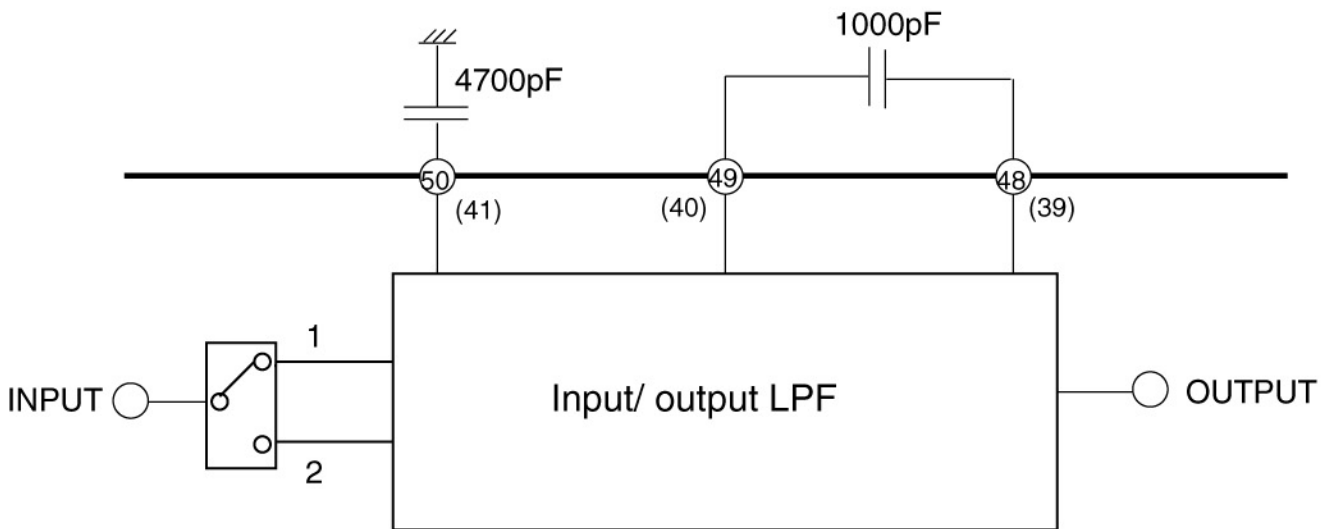 1000pF
4700pF
50
49
48
(41)
(40)
(39)
1
INPUT
Input/ output LPF
OUTPUT
2